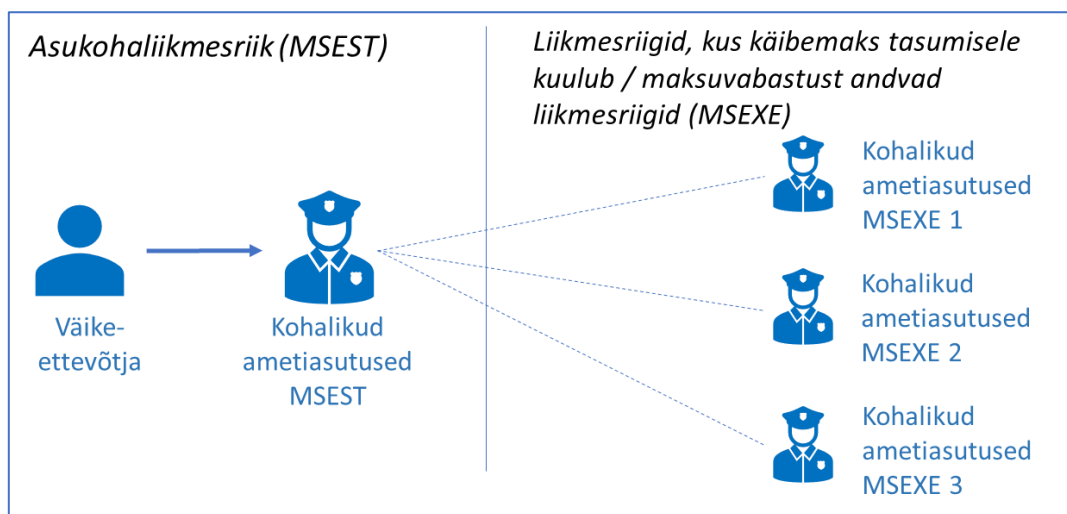 Asukohaliikmesriik (MSEST)
Liikmesriigid, kus käibemaks tasumisele
kuulub / maksuvabastust andvad
liikmesriigid (MSEXE)
Väike-
ettevõtja
Kohalikud
ametiasutused
MSEST
Kohalikud
ametiasutused
MSEXE 1
Kohalikud
ametiasutused
MSEXE 2
Kohalikud
ametiasutused
MSEXE 3